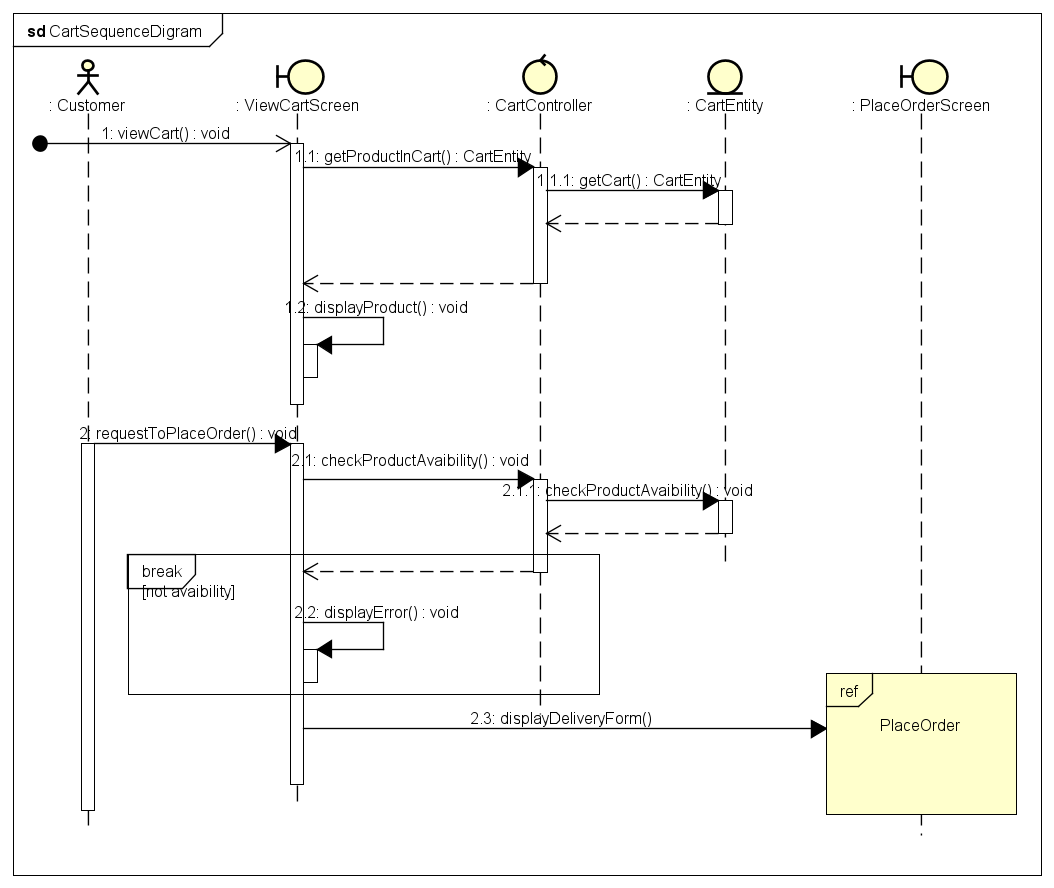 sd CartSequenceDigram
: Customer
: ViewCartScreen
: CartController
: CartEntity
: PlaceOrderScreen
1: viewCart() : void
1.1: getProductInCart() : CartEntity
1.1.1: getCart() : CartEntity
1.2: displayProduct() : void
2: requestToPlaceOrder() : void
2.1: checkProductAvaibility() : void
2.1.1: checkProductAvaibility() : void
break
[not avaibility]
2.2: displayError() : void
ref
2.3: displayDeliveryForm()
PlaceOrder